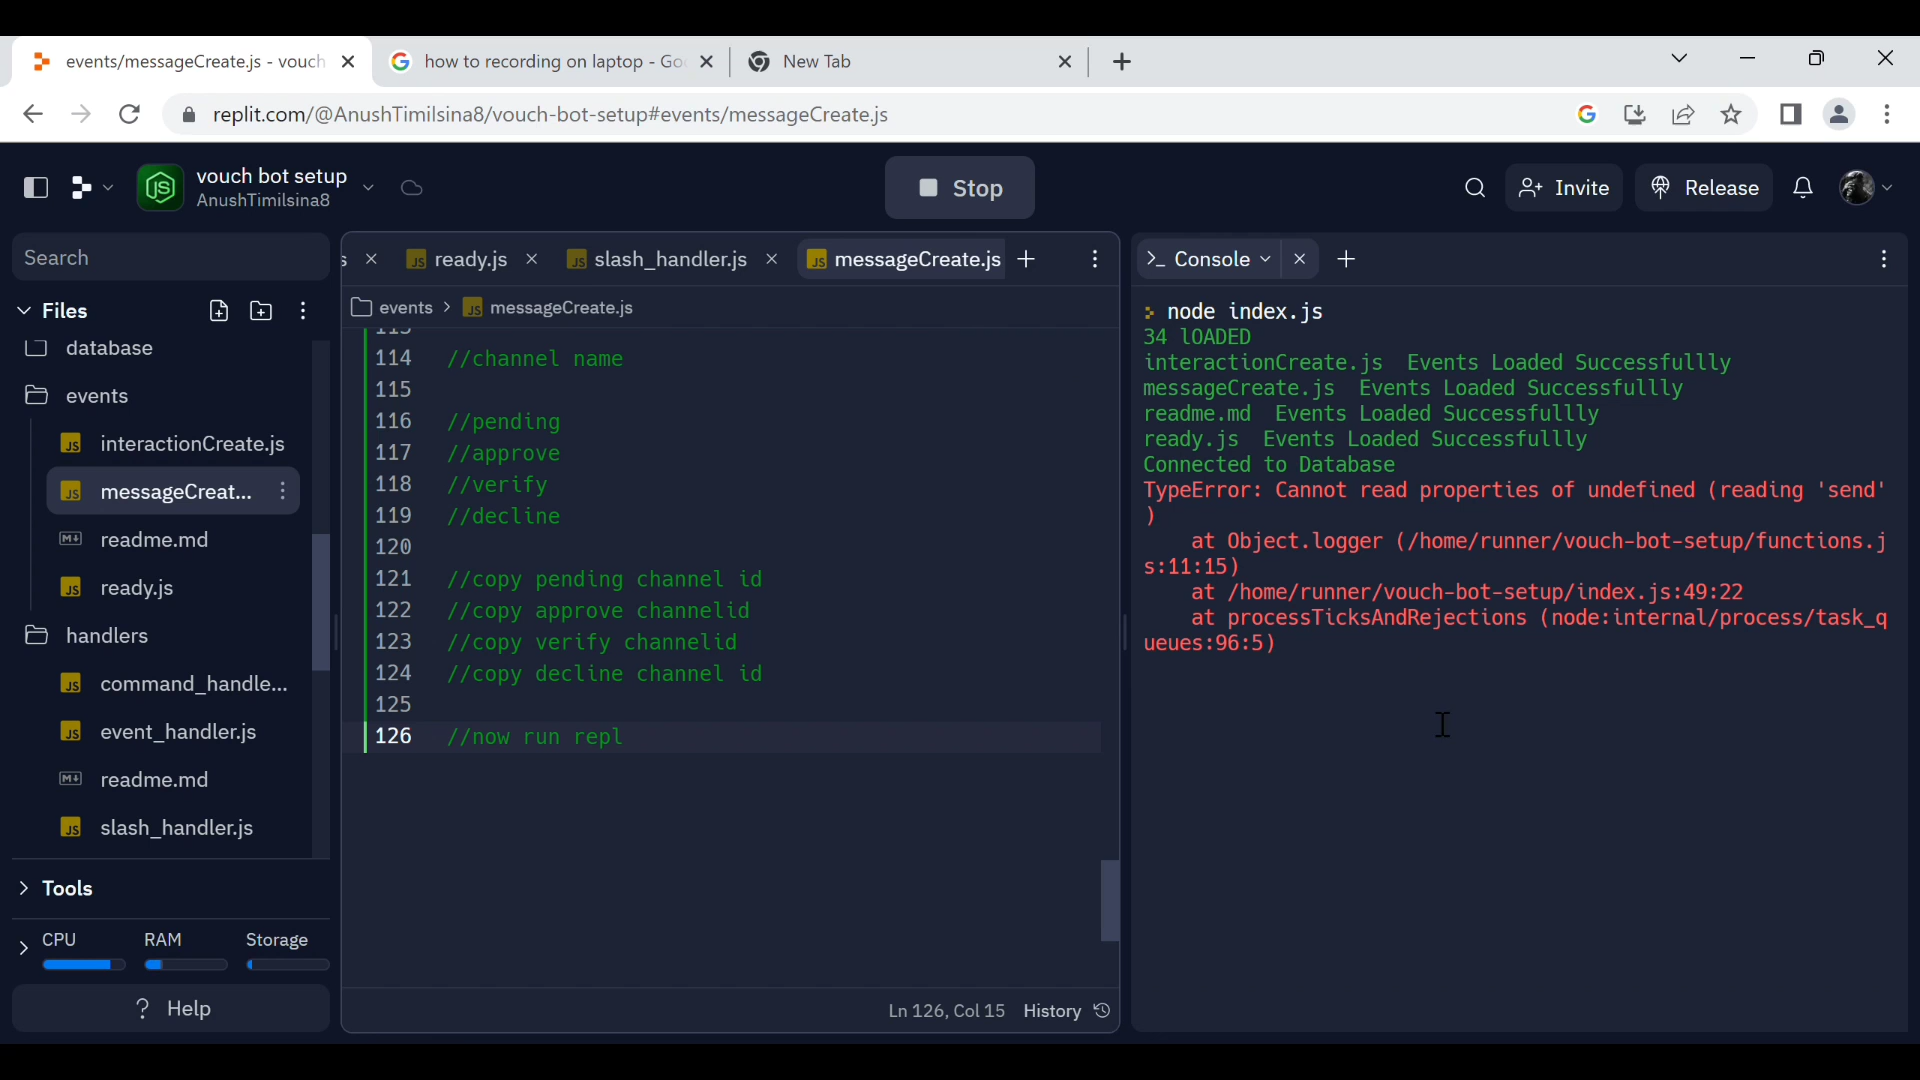 events/messageCreate.js - vouch
how to recording on laptop - Go
New Tab
replit.com/@AnushTimilsina8/vouch-bot-setup#events/messageCreate.js
vouch bot setup
AnushTimilsina8
Stop
Invite
Release
Search
Files
database
events
interactionCreate.js
messageCreat...
readme.md
ready.js
handlers
command_handle...
event_handler.js
readme.md
slash_handler.js
Tools
CPU RAM Storage
? Help
s
JS ready.js
JS slash_handler.js
JS messageCreate.js
events > JS messageCreate.js
113
114 //channel name
115
116 //pending
117 //approve
118 //verify
119 //decline
120
121 //copy pending channel id
122 //copy approve channelid
123 //copy verify channelid
124 //copy decline channel id
125
126 //now run repl
Ln 126, Col 15 History
>_ Console
node index.js
34 lOADED
interactionCreate.js  Events Loaded Successfullly
messageCreate.js  Events Loaded Successfullly
readme.md  Events Loaded Successfullly
ready.js  Events Loaded Successfullly
Connected to Database
TypeError: Cannot read properties of undefined (reading 'send'
)
at Object.logger (/home/runner/vouch-bot-setup/functions.j
s:11:15)
at /home/runner/vouch-bot-setup/index.js:49:22
at processTicksAndRejections (node:internal/process/task_q
ueues:96:5)